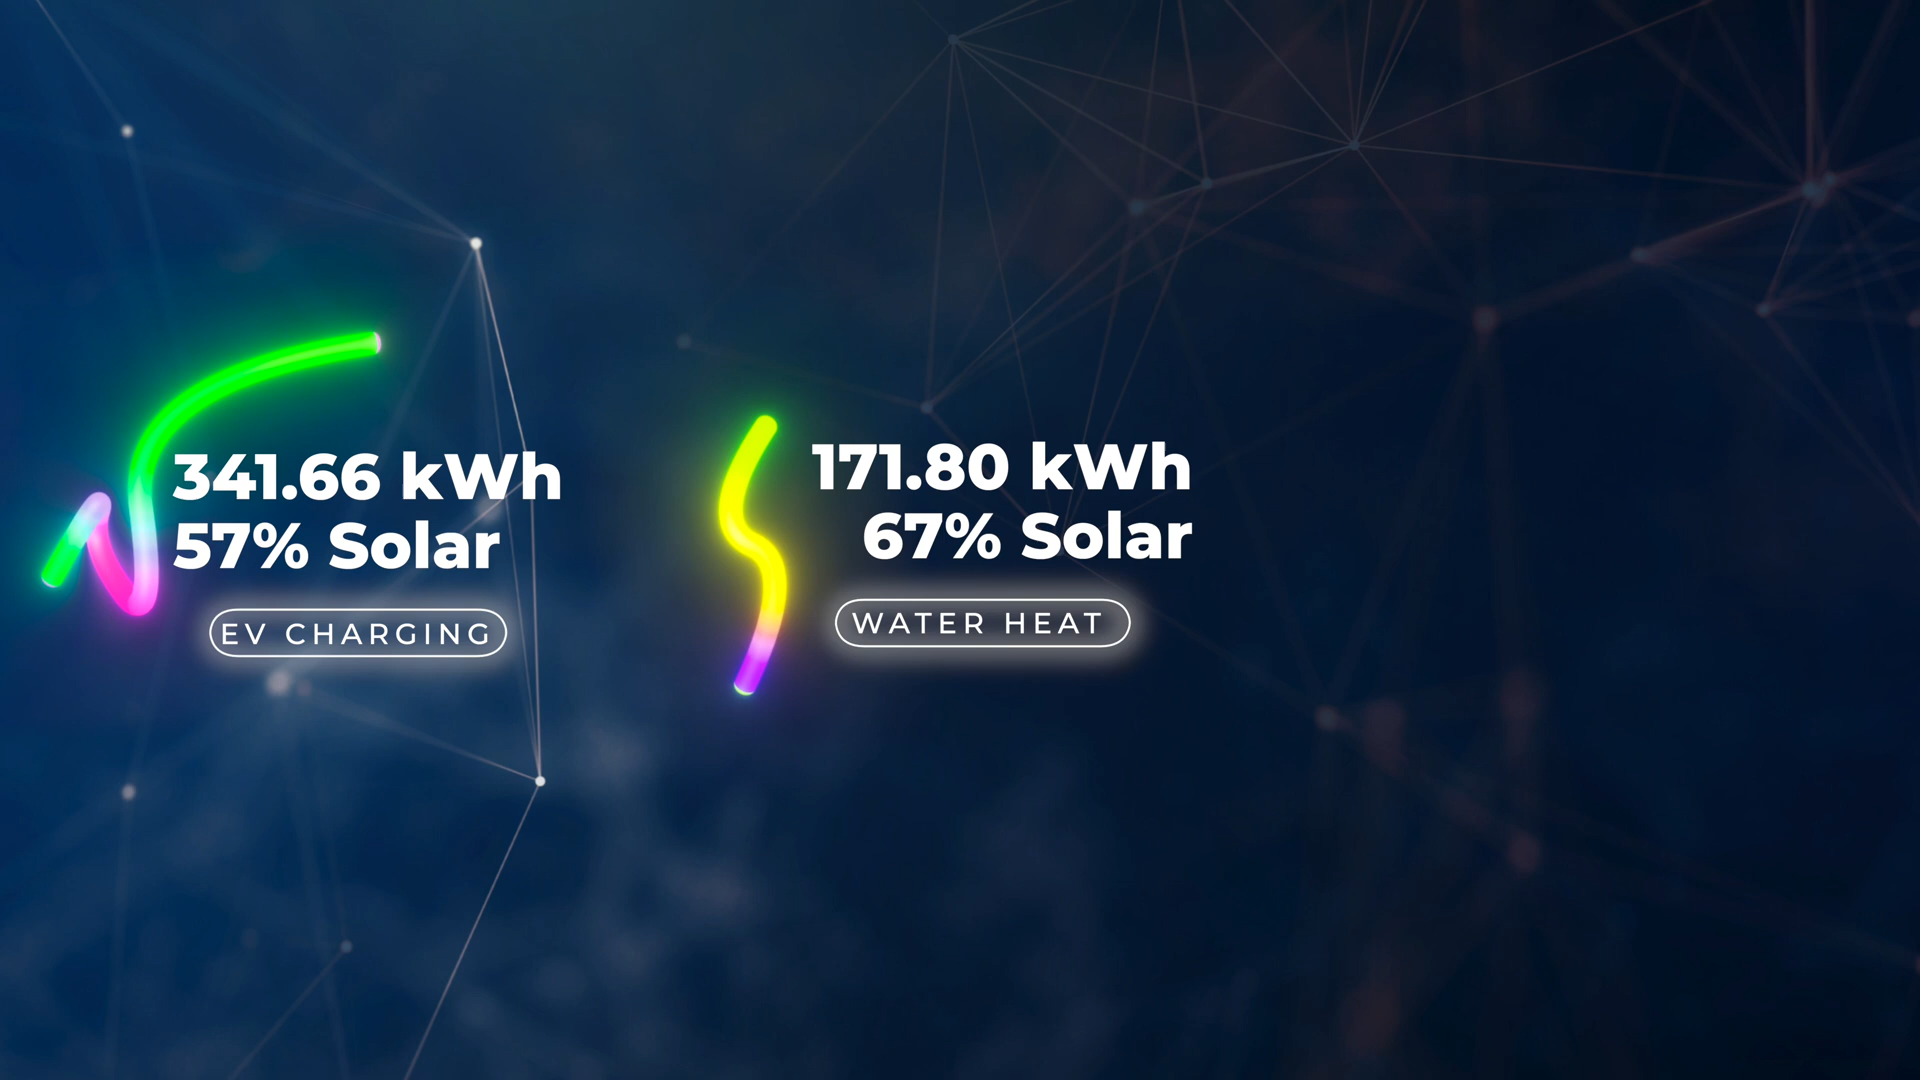 341.66 kWh
57% Solar
EV CHARGING
171.80 kWh
67% Solar
WATER HEAT